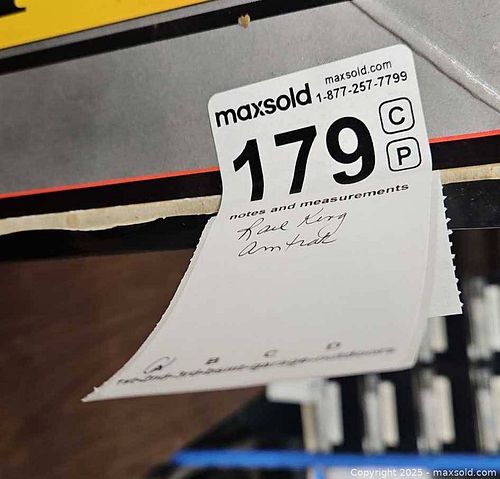 maxsold.com
maxsold 1-877-257-7799
179 C
P
notes and measurements
Rail King
Amtrak
B C D
Copyright © 2025 - maxsold.com